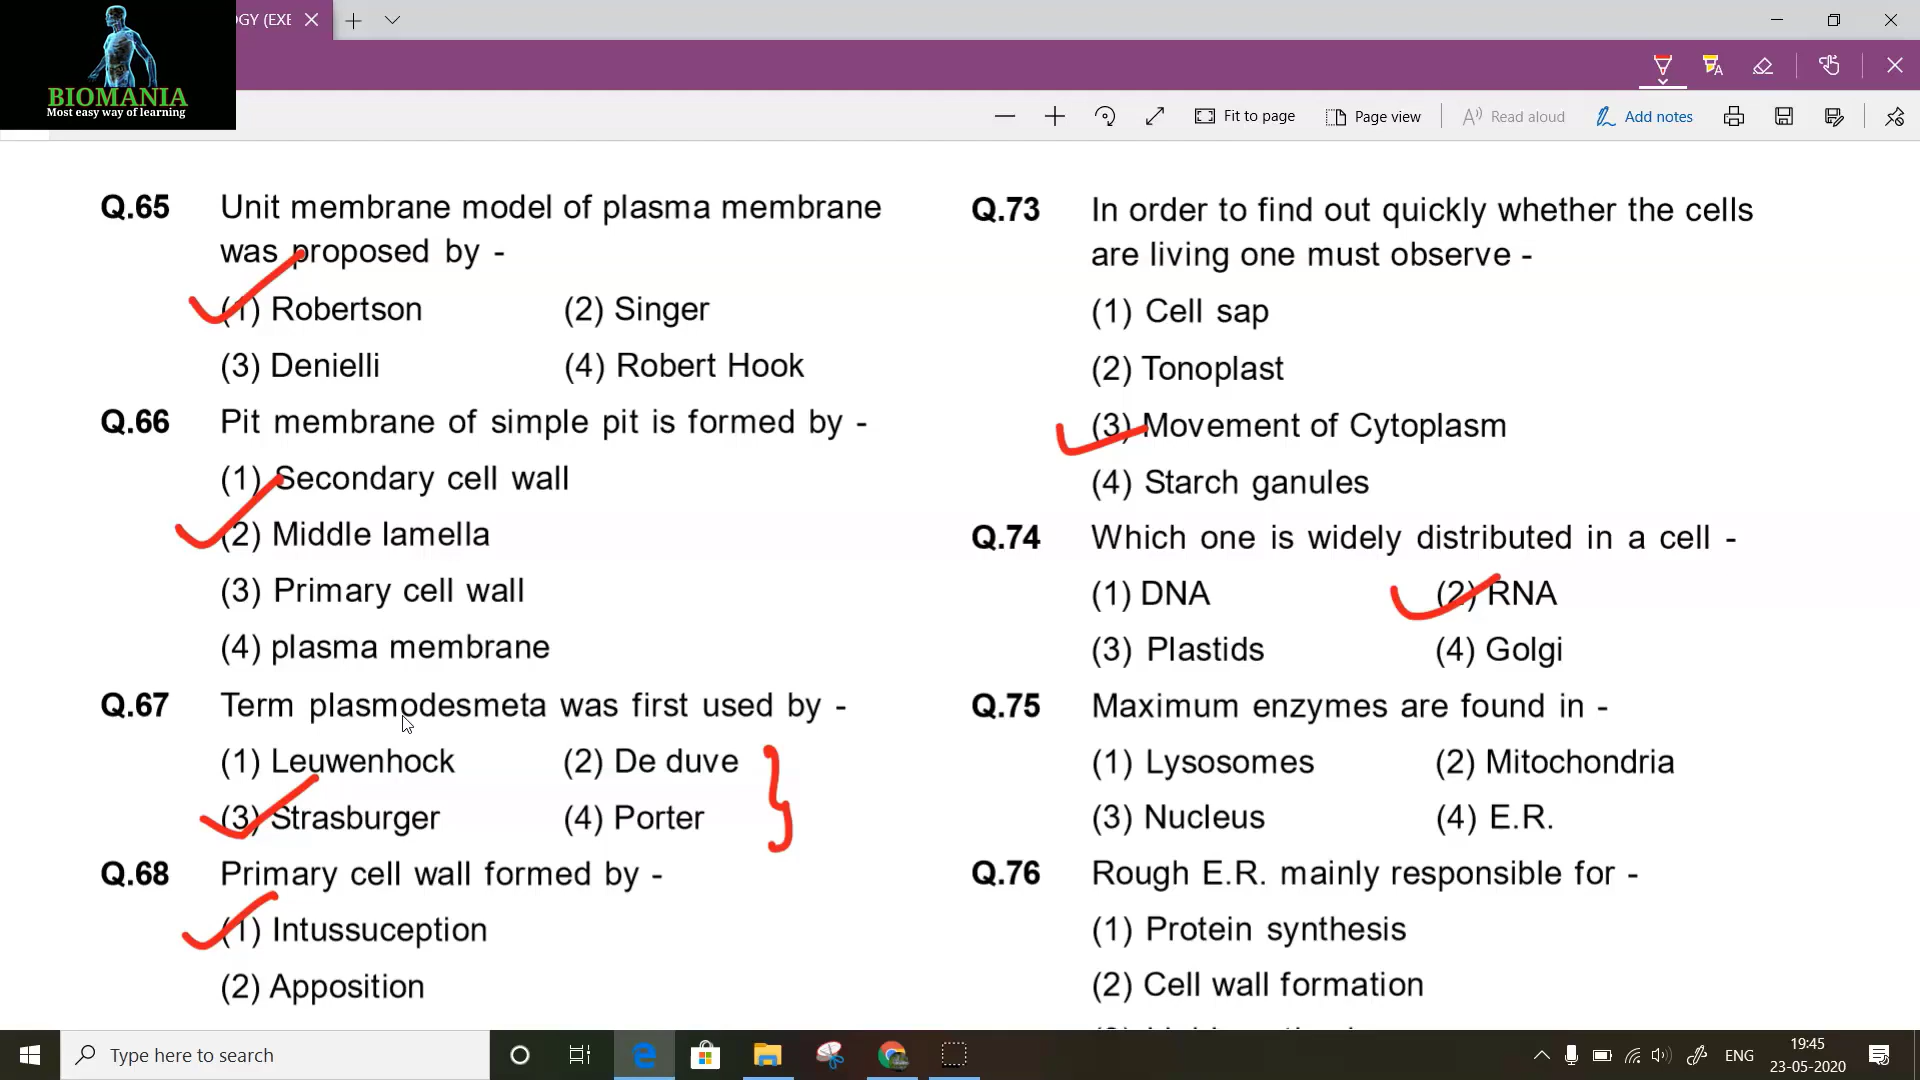 OGY (EXE
BIOMANIA
Most easy way of learning
Fit to page
Page view
Read aloud
Add notes
Q.65 Unit membrane model of plasma membrane
was proposed by -
(1) Robertson (2) Singer
(3) Denielli (4) Robert Hook
Q.66 Pit membrane of simple pit is formed by -
(1) Secondary cell wall
(2) Middle lamella
(3) Primary cell wall
(4) plasma membrane
Q.67 Term plasmodesmeta was first used by -
(1) Leuwenhock (2) De duve
(3) Strasburger (4) Porter
Q.68 Primary cell wall formed by -
(1) Intussuception
(2) Apposition
Q.73 In order to find out quickly whether the cells
are living one must observe -
(1) Cell sap
(2) Tonoplast
(3) Movement of Cytoplasm
(4) Starch ganules
Q.74 Which one is widely distributed in a cell -
(1) DNA (2) RNA
(3) Plastids (4) Golgi
Q.75 Maximum enzymes are found in -
(1) Lysosomes (2) Mitochondria
(3) Nucleus (4) E.R.
Q.76 Rough E.R. mainly responsible for -
(1) Protein synthesis
(2) Cell wall formation
Type here to search
ENG
19:45
23-05-2020